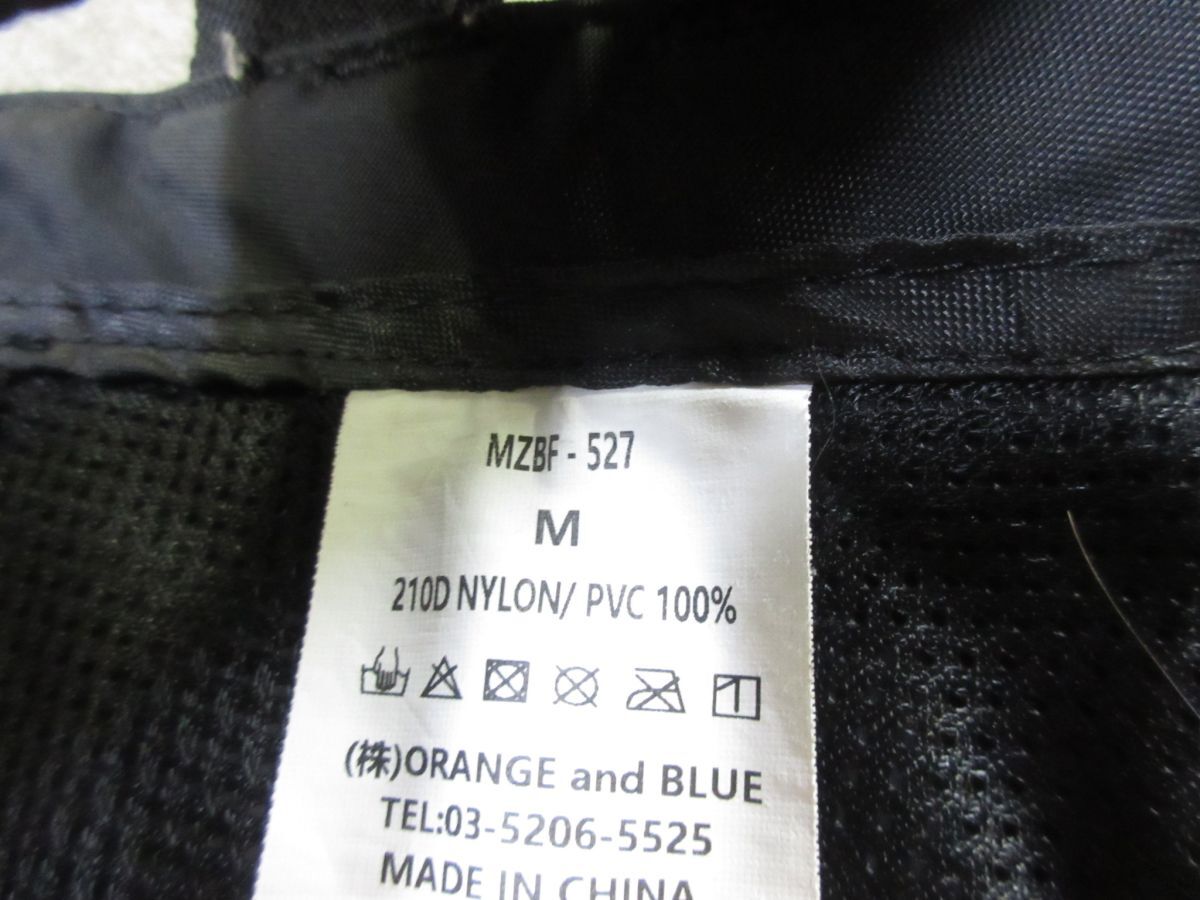 MZBF - 527
M
210D NYLON/ PVC 100%
(株)ORANGE and BLUE
TEL:03-5206-5525
MADE IN CHINA